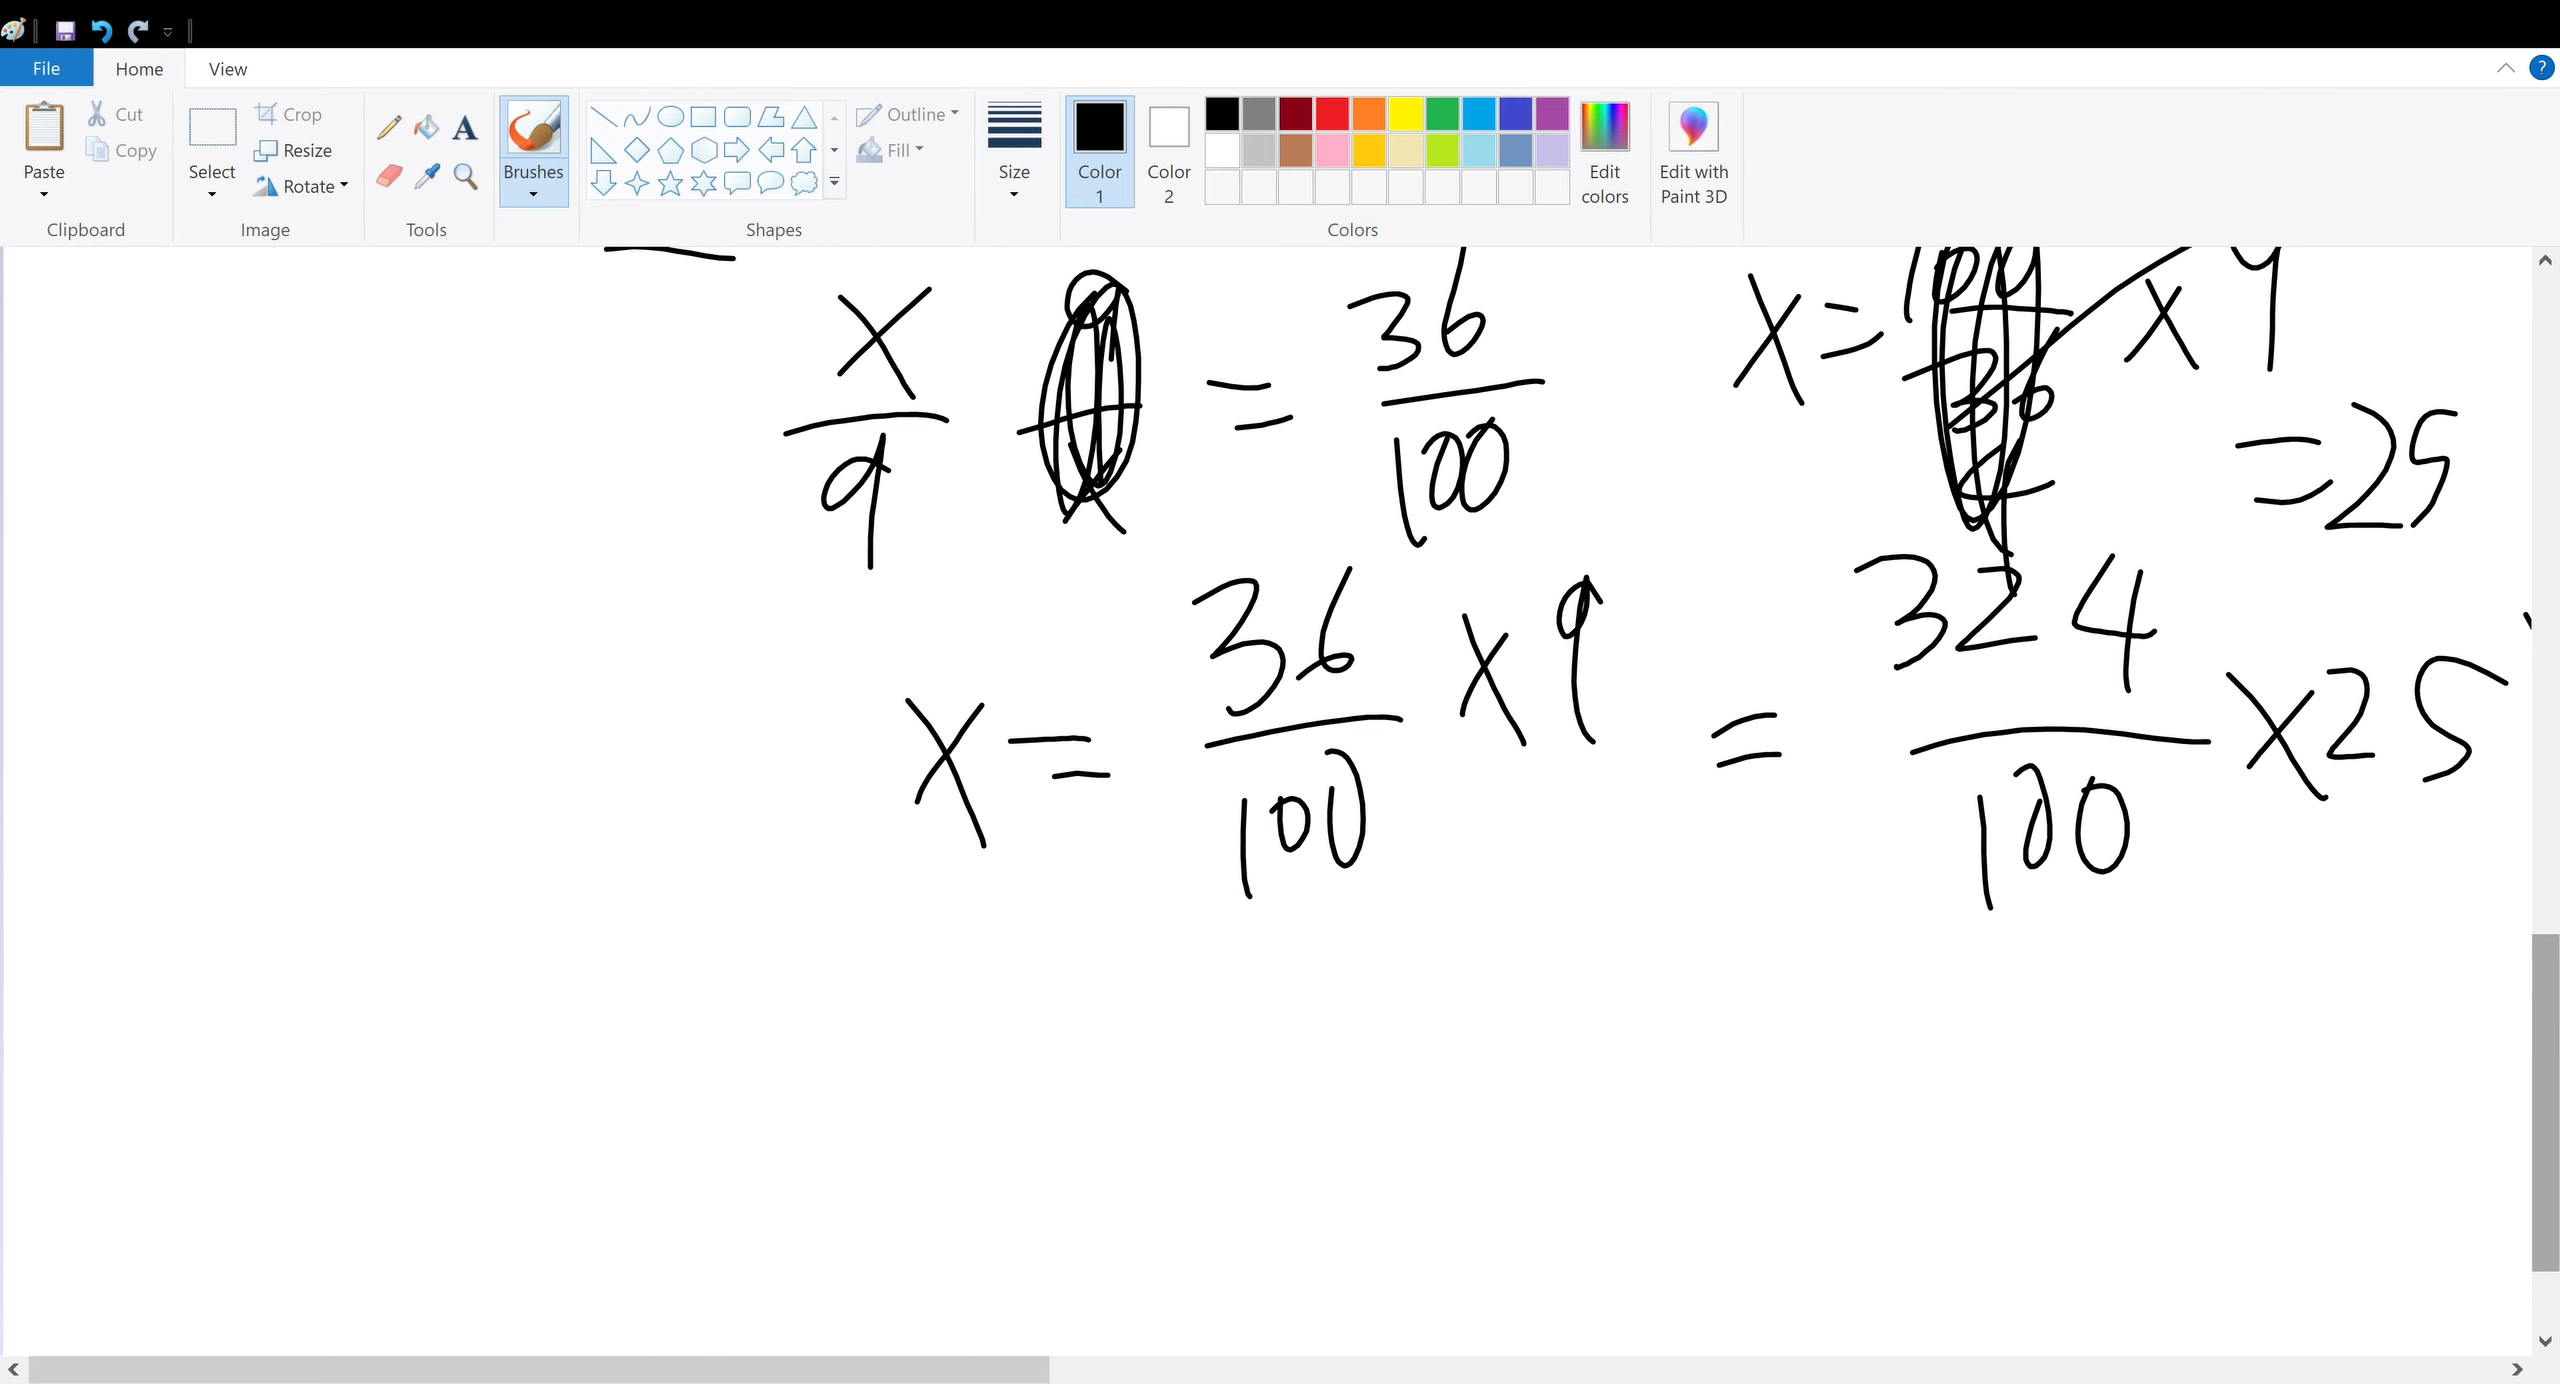 File Home View
Paste Cut Copy Clipboard
Select Crop Resize Rotate Image
Tools
Brushes
Shapes Outline Fill
Size
Color 1 Color 2 Edit colors Colors
Edit with Paint 3D
x/9 = 36/100
x = x 9
= 25
x = 36/100 x 9 = 324/100 x 25